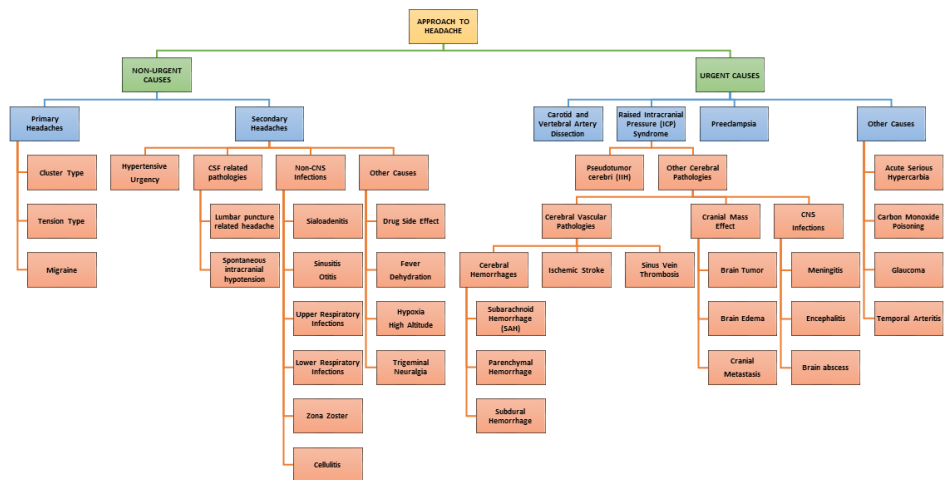 APPROACH TO
HEADACHE
NON-URGENT
CAUSES
URGENT CAUSES
Primary
Headaches
Secondary
Headaches
Carotid and
Vertebral Artery
Dissection
Raised Intracranial
Pressure (ICP)
Syndrome
Preeclampsia
Other Causes
Cluster Type
Tension Type
Migraine
Hypertensive
Urgency
CSF related
pathologies
Non-CNS
Infections
Other Causes
Lumbar puncture
related headache
Spontaneous
intracranial
hypotension
Sialoadenitis
Sinusitis
Otitis
Upper Respiratory
Infections
Lower Respiratory
Infections
Zona Zoster
Cellulitis
Drug Side Effect
Fever
Dehydration
Hypoxia
High Altitude
Trigeminal
Neuralgia
Pseudotumor
cerebri (IIH)
Other Cerebral
Pathologies
Cerebral Vascular
Pathologies
Cranial Mass
Effect
CNS
Infections
Cerebral
Hemorrhages
Ischemic Stroke
Sinus Vein
Thrombosis
Subarachnoid
Hemorrhage
(SAH)
Parenchymal
Hemorrhage
Subdural
Hemorrhage
Brain Tumor
Brain Edema
Cranial
Metastasis
Meningitis
Encephalitis
Brain abscess
Acute Serious
Hypercarbia
Carbon Monoxide
Poisoning
Glaucoma
Temporal Arteritis